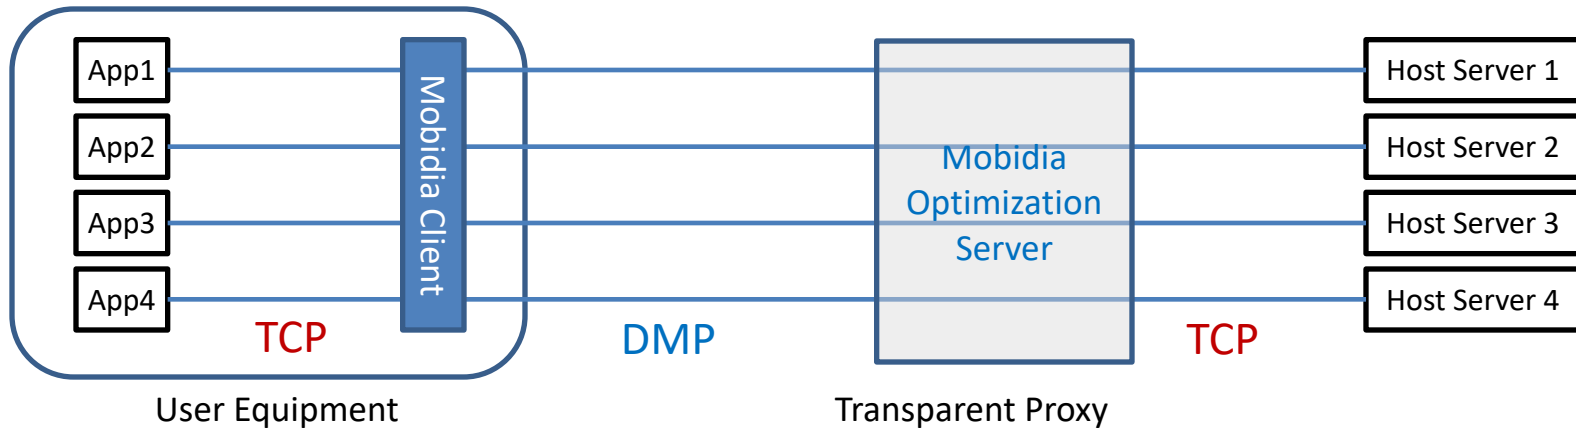 App1
App2
App3
App4
Mobidia Client
Mobidia
Optimization
Server
Host Server 1
Host Server 2
Host Server 3
Host Server 4
TCP
DMP
TCP
User Equipment
Transparent Proxy